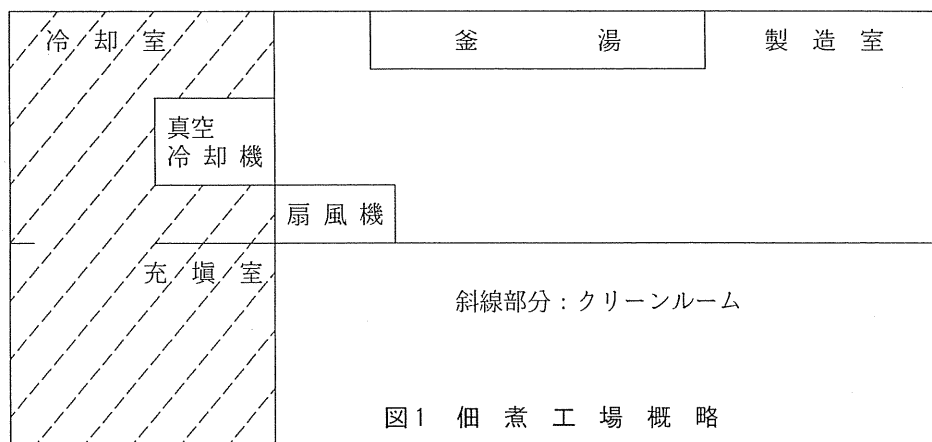 冷却室
釜湯
製造室
真空
冷却機
扇風機
充塡室
斜線部分：クリーンルーム
図1 佃煮工場概略